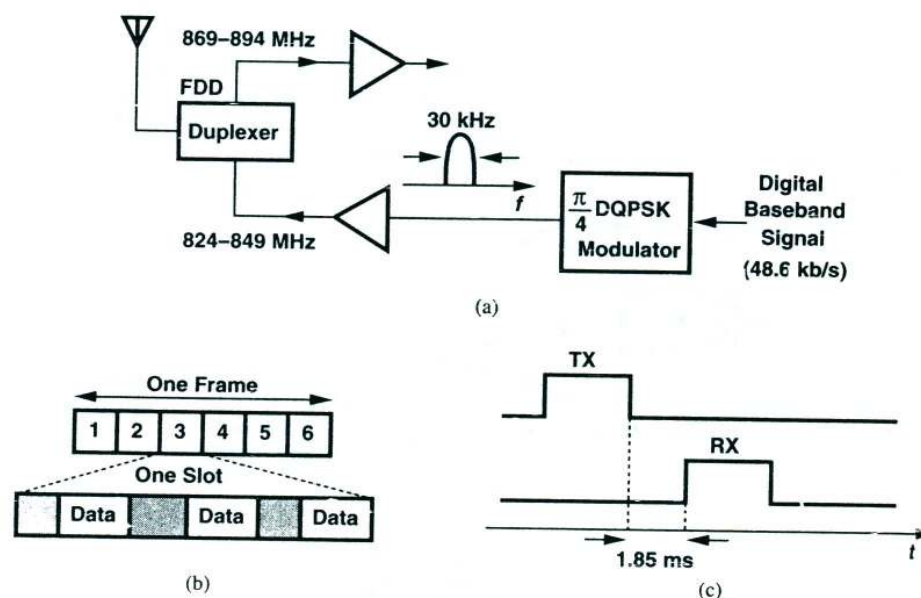 869–894 MHz
FDD
Duplexer
824–849 MHz
30 kHz
f
π/4 DQPSK
Modulator
Digital
Baseband
Signal
(48.6 kb/s)
(a)
One Frame
1 2 3 4 5 6
One Slot
Data Data Data
(b)
TX
RX
1.85 ms
t
(c)